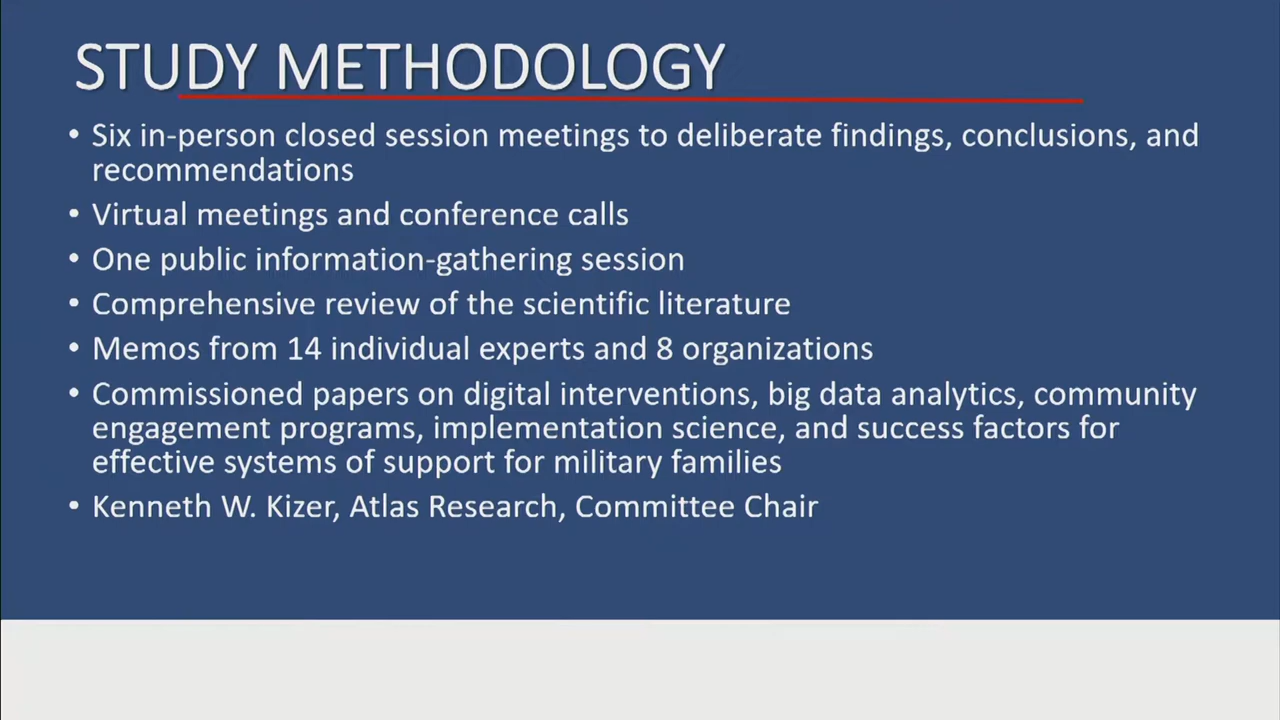 STUDY METHODOLOGY
• Six in-person closed session meetings to deliberate findings, conclusions, and
recommendations
• Virtual meetings and conference calls
• One public information-gathering session
• Comprehensive review of the scientific literature
• Memos from 14 individual experts and 8 organizations
• Commissioned papers on digital interventions, big data analytics, community
engagement programs, implementation science, and success factors for
effective systems of support for military families
• Kenneth W. Kizer, Atlas Research, Committee Chair